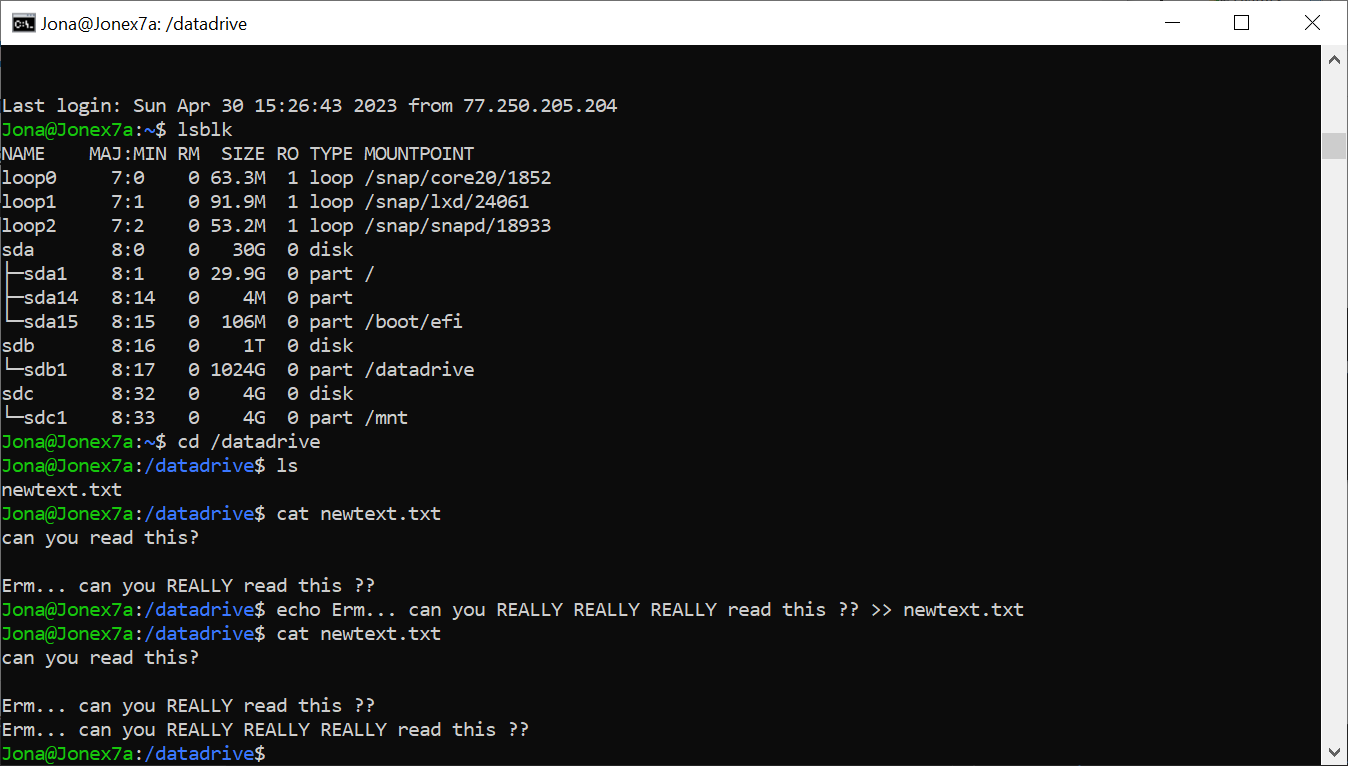 Jona@Jonex7a: /datadrive
Last login: Sun Apr 30 15:26:43 2023 from 77.250.205.204
Jona@Jonex7a:~$ lsblk
NAME    MAJ:MIN RM  SIZE RO TYPE MOUNTPOINT
loop0     7:0    0 63.3M  1 loop /snap/core20/1852
loop1     7:1    0 91.9M  1 loop /snap/lxd/24061
loop2     7:2    0 53.2M  1 loop /snap/snapd/18933
sda       8:0    0   30G  0 disk
├─sda1    8:1    0 29.9G  0 part /
├─sda14   8:14   0    4M  0 part
└─sda15   8:15   0  106M  0 part /boot/efi
sdb       8:16   0    1T  0 disk
└─sdb1    8:17   0 1024G  0 part /datadrive
sdc       8:32   0    4G  0 disk
└─sdc1    8:33   0    4G  0 part /mnt
Jona@Jonex7a:~$ cd /datadrive
Jona@Jonex7a:/datadrive$ ls
newtext.txt
Jona@Jonex7a:/datadrive$ cat newtext.txt
can you read this?
Erm... can you REALLY read this ??
Jona@Jonex7a:/datadrive$ echo Erm... can you REALLY REALLY REALLY read this ?? >> newtext.txt
Jona@Jonex7a:/datadrive$ cat newtext.txt
can you read this?
Erm... can you REALLY read this ??
Erm... can you REALLY REALLY REALLY read this ??
Jona@Jonex7a:/datadrive$